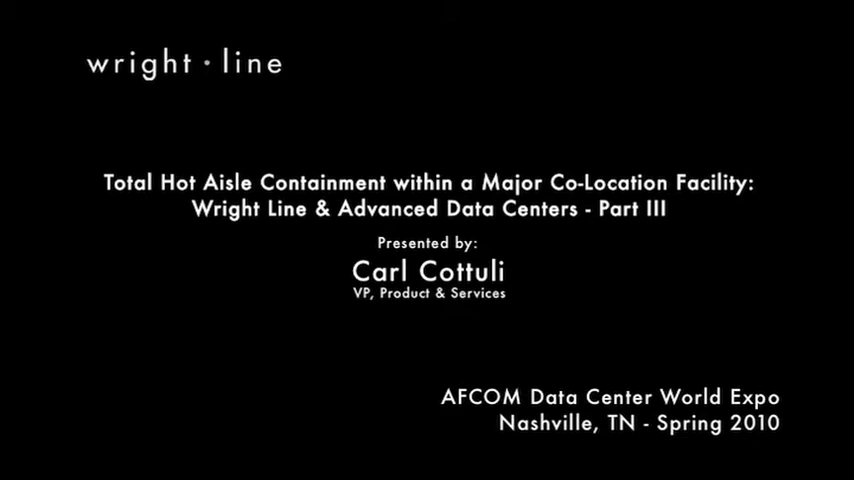 wright · line
Total Hot Aisle Containment within a Major Co-Location Facility:
Wright Line & Advanced Data Centers - Part III
Presented by:
Carl Cottuli
VP, Product & Services
AFCOM Data Center World Expo
Nashville, TN - Spring 2010